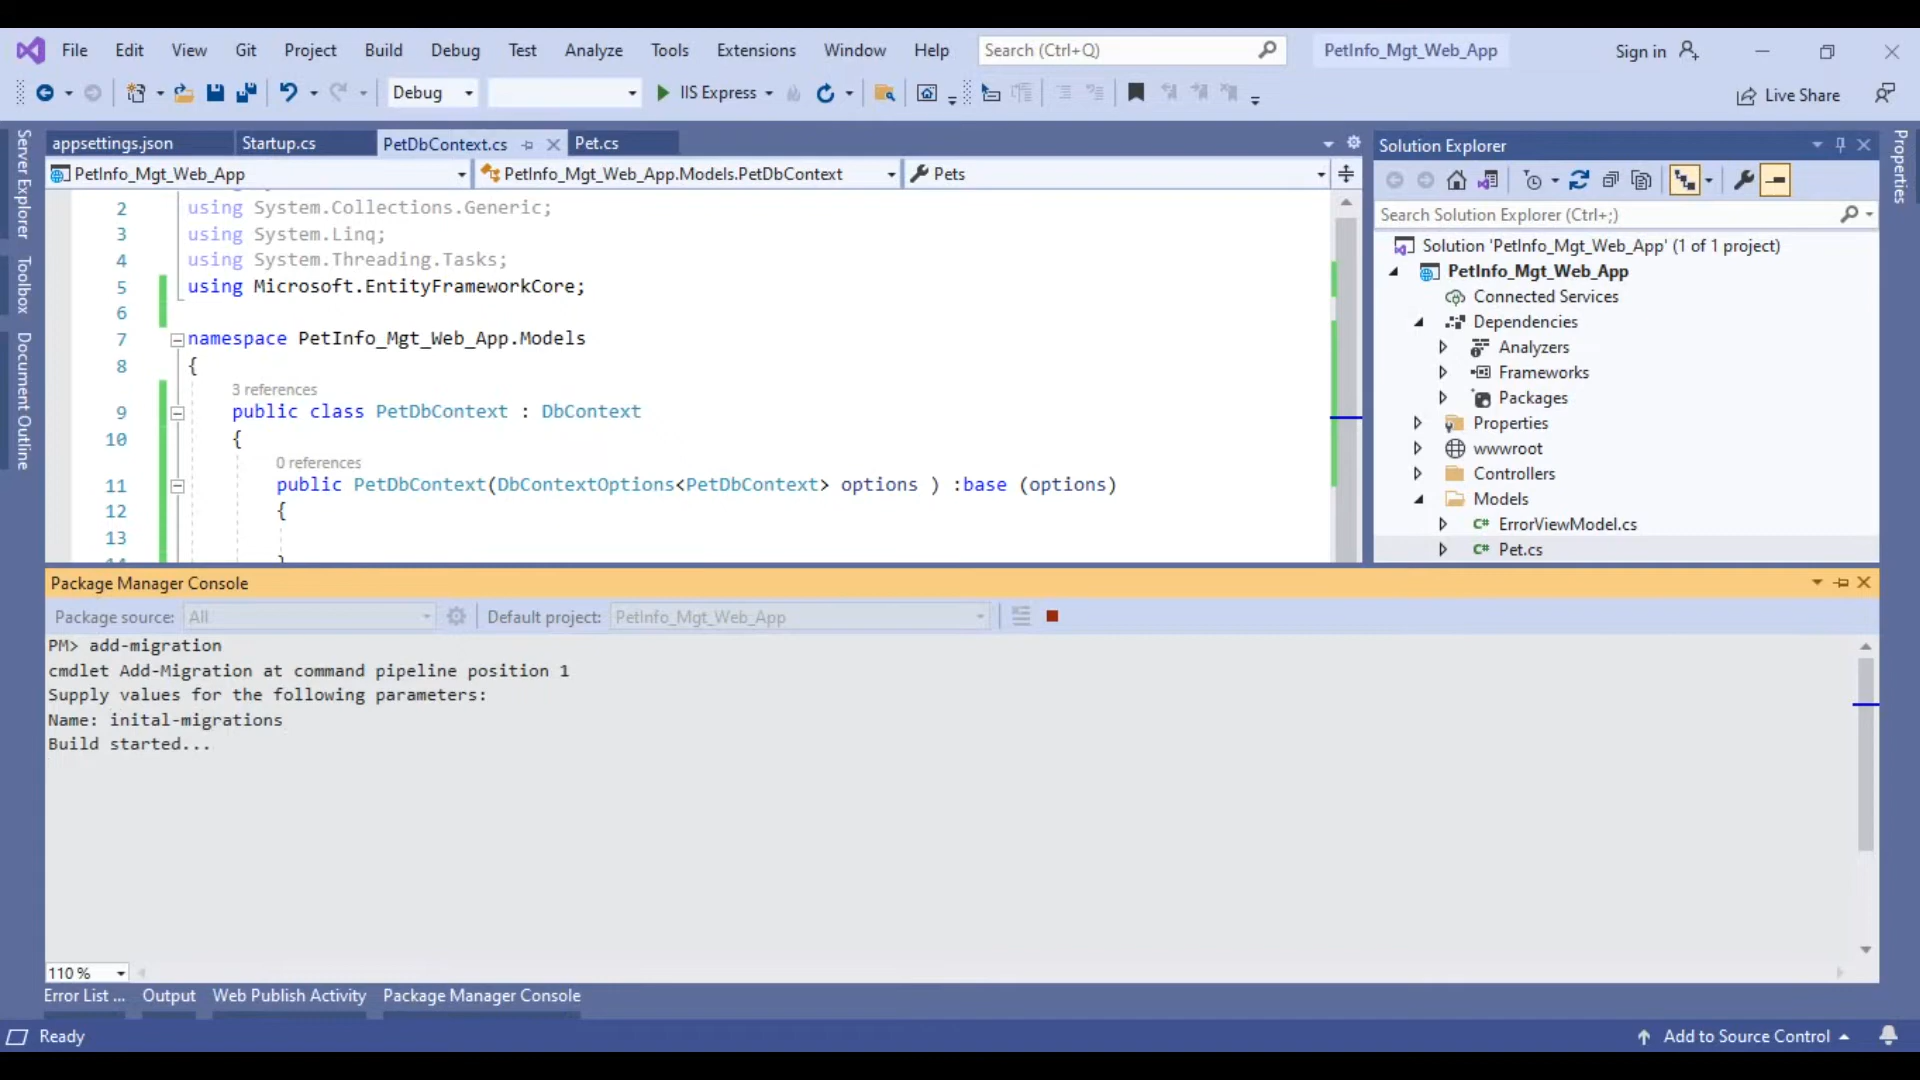 File Edit View Git Project Build Debug Test Analyze Tools Extensions Window Help Search (Ctrl+Q) PetInfo_Mgt_Web_App Sign in
Debug IIS Express Live Share
Server Explorer
Toolbox
Document Outline
appsettings.json Startup.cs PetDbContext.cs Pet.cs
PetInfo_Mgt_Web_App PetInfo_Mgt_Web_App.Models.PetDbContext Pets
2 using System.Collections.Generic;
3 using System.Linq;
4 using System.Threading.Tasks;
5 using Microsoft.EntityFrameworkCore;
6
7 namespace PetInfo_Mgt_Web_App.Models
8 {
3 references
9 public class PetDbContext : DbContext
10 {
0 references
11 public PetDbContext(DbContextOptions<PetDbContext> options ) :base (options)
12 {
13
Solution Explorer
Search Solution Explorer (Ctrl+;)
Solution 'PetInfo_Mgt_Web_App' (1 of 1 project)
PetInfo_Mgt_Web_App
Connected Services
Dependencies
Analyzers
Frameworks
Packages
Properties
wwwroot
Controllers
Models
C# ErrorViewModel.cs
C# Pet.cs
Properties
Package Manager Console
Package source: All Default project: PetInfo_Mgt_Web_App
PM> add-migration
cmdlet Add-Migration at command pipeline position 1
Supply values for the following parameters:
Name: inital-migrations
Build started...
110 %
Error List ... Output Web Publish Activity Package Manager Console
Ready Add to Source Control